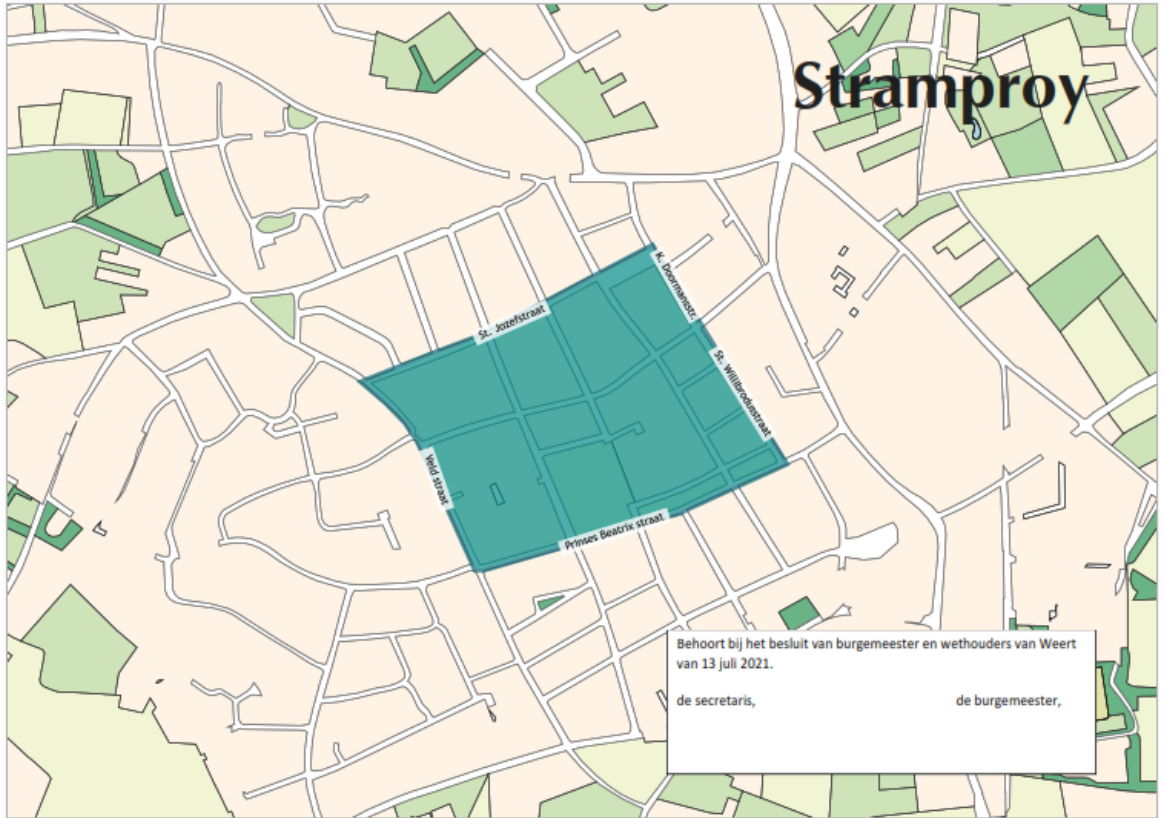 Stramproy
K. Doormansstr.
St. Jozefstraat
St. Willibrordusstraat
Veld straat
Prinses Beatrix straat
Behoort bij het besluit van burgemeester en wethouders van Weert
van 13 juli 2021.
de secretaris, de burgemeester,